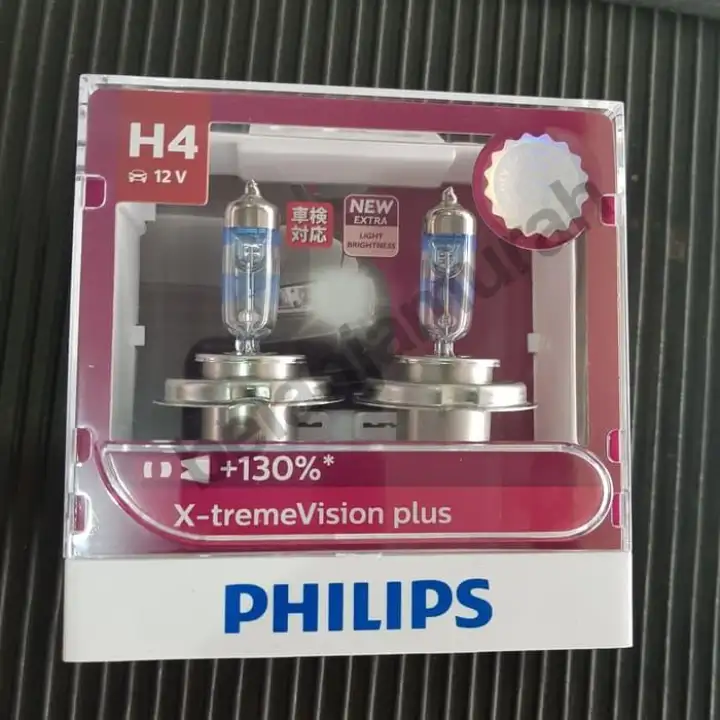 H4
12 V
車検
対応
NEW
EXTRA
LIGHT
BRIGHTNESS
+130%*
X-tremeVision plus
PHILIPS